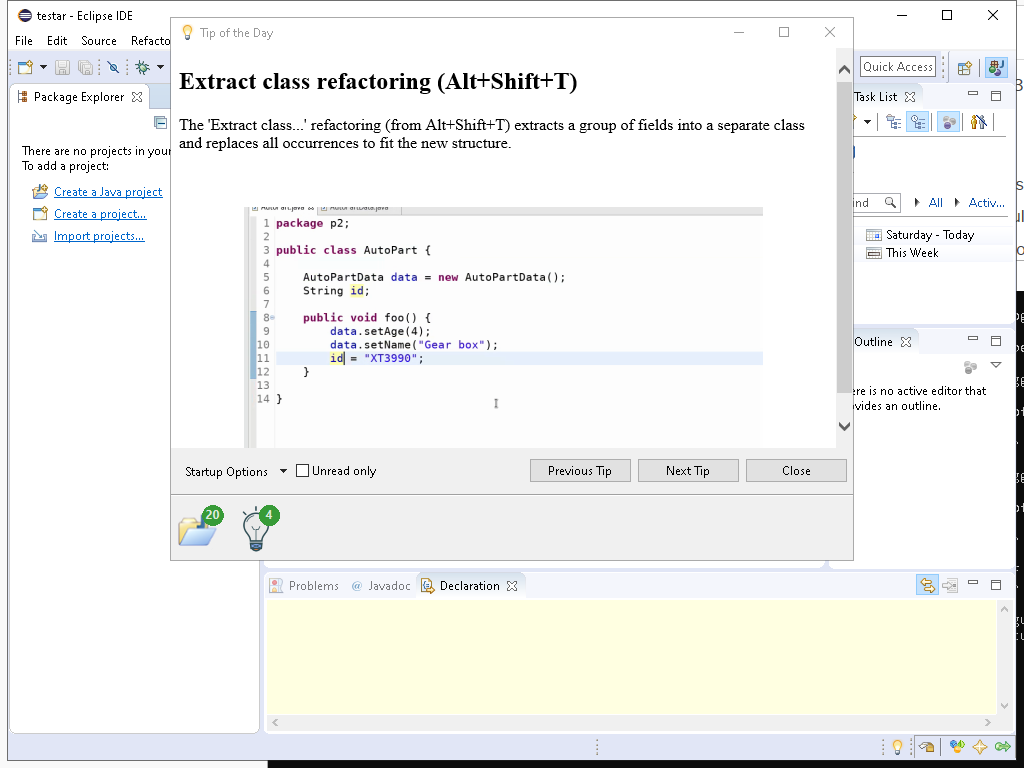 testar - Eclipse IDE
File Edit Source Refacto
Tip of the Day
Quick Access
Package Explorer
There are no projects in your
To add a project:
Create a Java project
Create a project...
Import projects...
Extract class refactoring (Alt+Shift+T)
The 'Extract class...' refactoring (from Alt+Shift+T) extracts a group of fields into a separate class
and replaces all occurrences to fit the new structure.
1 package p2;
2
3 public class AutoPart {
4
5 AutoPartData data = new AutoPartData();
6 String id;
7
8 public void foo() {
9 data.setAge(4);
10 data.setName("Gear box");
11 id = "XT3990";
12 }
13
14 }
Startup Options Unread only Previous Tip Next Tip Close
20 4
Task List
ind All Activ...
Saturday - Today
This Week
Outline
ere is no active editor that
vides an outline.
Problems @ Javadoc Declaration